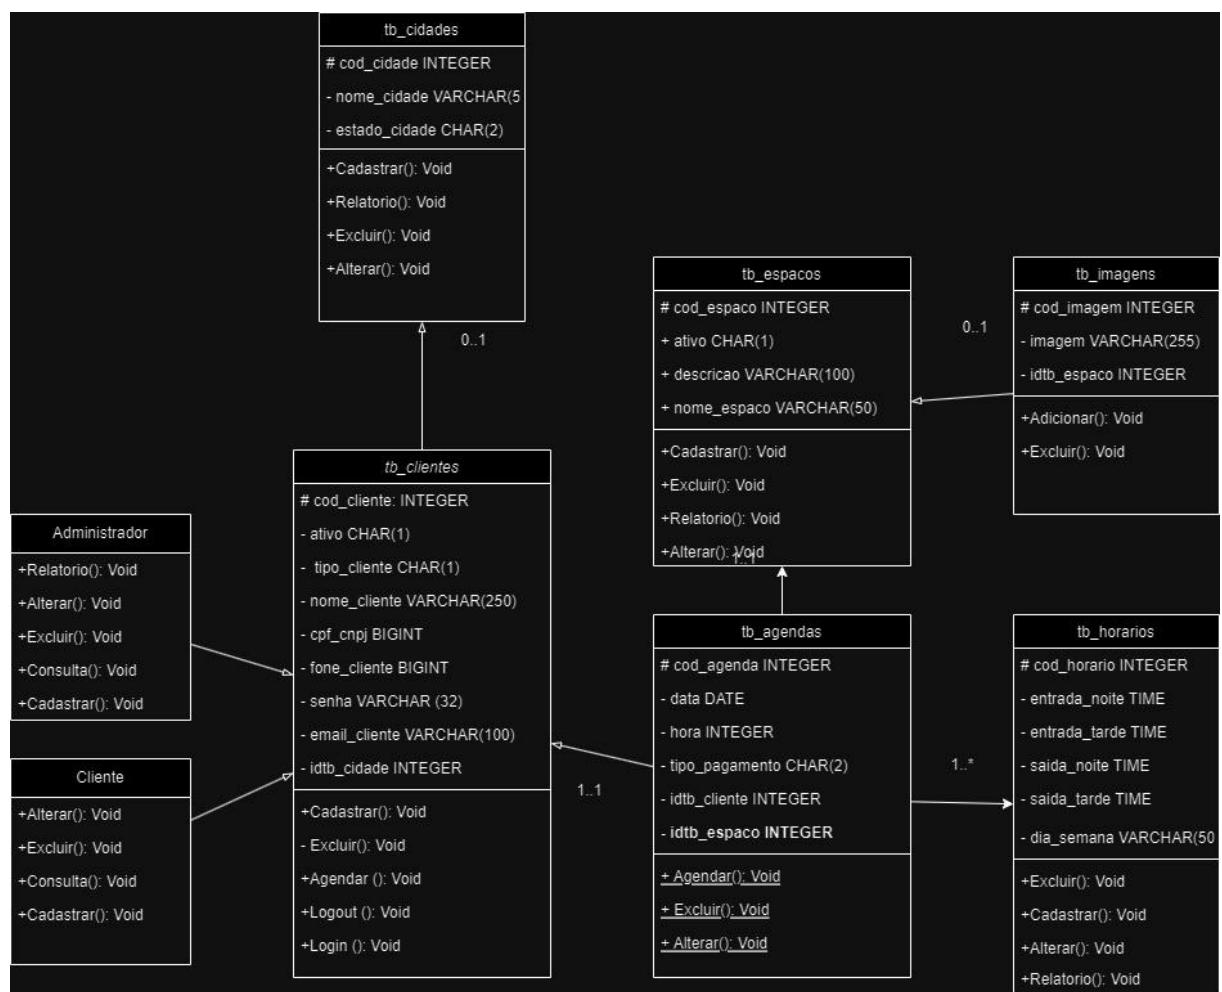 tb_cidades
# cod_cidade INTEGER
- nome_cidade VARCHAR(5
- estado_cidade CHAR(2)
+Cadastrar(): Void
+Relatorio(): Void
+Excluir(): Void
+Alterar(): Void
0..1
tb_espacos
# cod_espaco INTEGER
+ ativo CHAR(1)
+ descricao VARCHAR(100)
+ nome_espaco VARCHAR(50)
+Cadastrar(): Void
+Excluir(): Void
+Relatorio(): Void
+Alterar(): Void
1..1
0..1
tb_imagens
# cod_imagem INTEGER
- imagem VARCHAR(255)
- idtb_espaco INTEGER
+Adicionar(): Void
+Excluir(): Void
tb_clientes
# cod_cliente: INTEGER
- ativo CHAR(1)
- tipo_cliente CHAR(1)
- nome_cliente VARCHAR(250)
- cpf_cnpj BIGINT
- fone_cliente BIGINT
- senha VARCHAR (32)
- email_cliente VARCHAR(100)
- idtb_cidade INTEGER
+Cadastrar(): Void
- Excluir(): Void
+Agendar (): Void
+Logout (): Void
+Login (): Void
Administrador
+Relatorio(): Void
+Alterar(): Void
+Excluir(): Void
+Consulta(): Void
+Cadastrar(): Void
Cliente
+Alterar(): Void
+Excluir(): Void
+Consulta(): Void
+Cadastrar(): Void
1..1
tb_agendas
# cod_agenda INTEGER
- data DATE
- hora INTEGER
- tipo_pagamento CHAR(2)
- idtb_cliente INTEGER
- idtb_espaco INTEGER
+ Agendar(): Void
+ Excluir(): Void
+ Alterar(): Void
1..*
tb_horarios
# cod_horario INTEGER
- entrada_noite TIME
- entrada_tarde TIME
- saida_noite TIME
- saida_tarde TIME
- dia_semana VARCHAR(50
+Excluir(): Void
+Cadastrar(): Void
+Alterar(): Void
+Relatorio(): Void